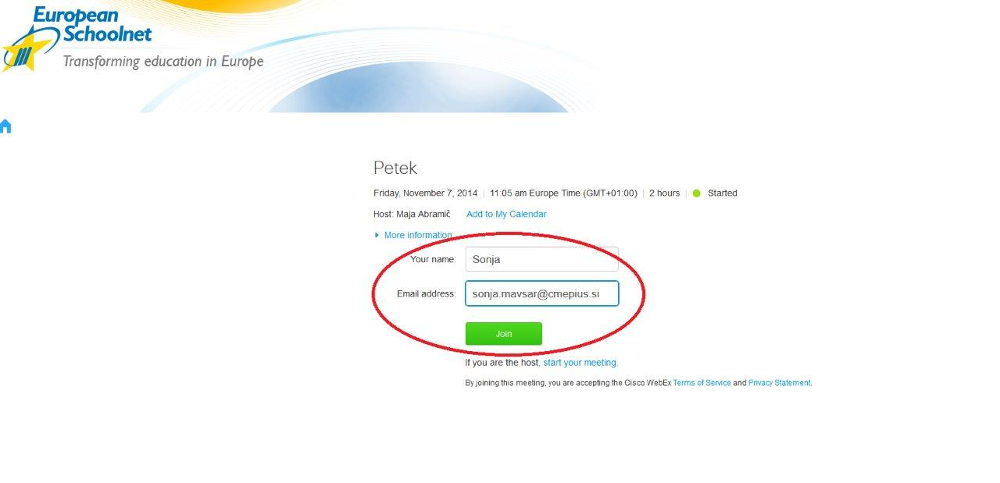 European
Schoolnet
Transforming education in Europe
Petek
Friday, November 7, 2014 | 11:05 am Europe Time (GMT+01:00) | 2 hours | Started
Host: Maja Abramič Add to My Calendar
More information
Your name: Sonja
Email address: sonja.mavsar@cmepius.si
Join
If you are the host, start your meeting.
By joining this meeting, you are accepting the Cisco WebEx Terms of Service and Privacy Statement.